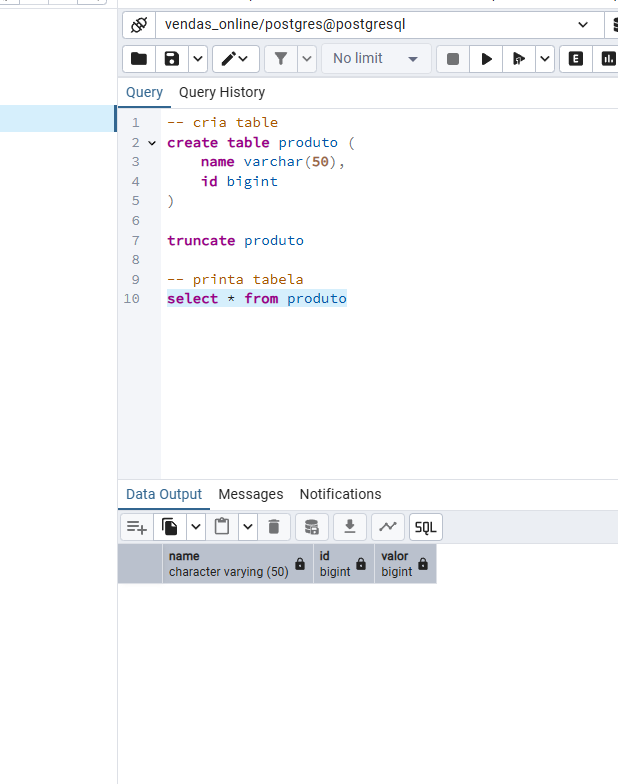 vendas_online/postgres@postgresql
No limit
E
Query Query History
1 -- cria table
2 create table produto (
3 name varchar(50),
4 id bigint
5 )
6
7 truncate produto
8
9 -- printa tabela
10 select * from produto
Data Output Messages Notifications
SQL
name id valor
character varying (50) bigint bigint